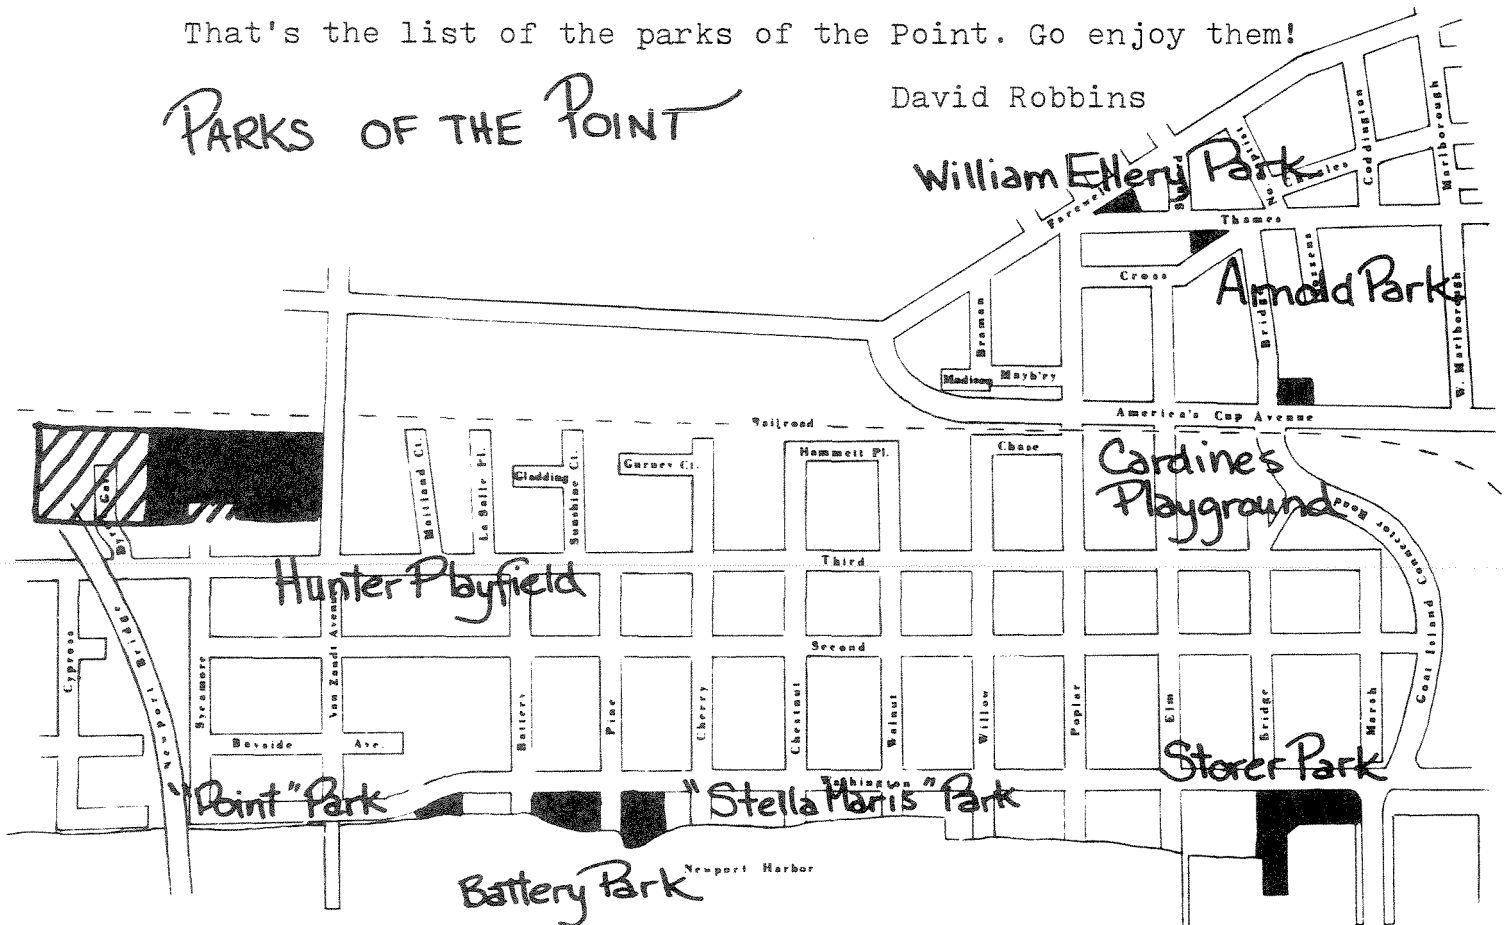 That's the list of the parks of the Point. Go enjoy them!
David Robbins
PARKS OF THE POINT
William Ellery Park
Coddington
Marlborough
Charles
Farewell
Thames
Cross
Arnold Park
Bridge
W. Marlborough
Braman
Madison
Mayb'ry
America's Cup Avenue
Railroad
Chase
Cardines
Playground
Hammett Pl.
Gurney Ct.
Gladding
Sunshine Ct.
La Salle Pl.
Maitland Ct.
Goat Island Connector Road
Third
Hunter Playfield
Van Zandt Avenue
Second
Cypress
Newport Bridge
Sycamore
Battery
Pine
Cherry
Chestnut
Walnut
Willow
Poplar
Elm
Bridge
Marsh
Bayside Ave.
Storer Park
Washington
"Point" Park
"Stella Maris" Park
Newport Harbor
Battery Park